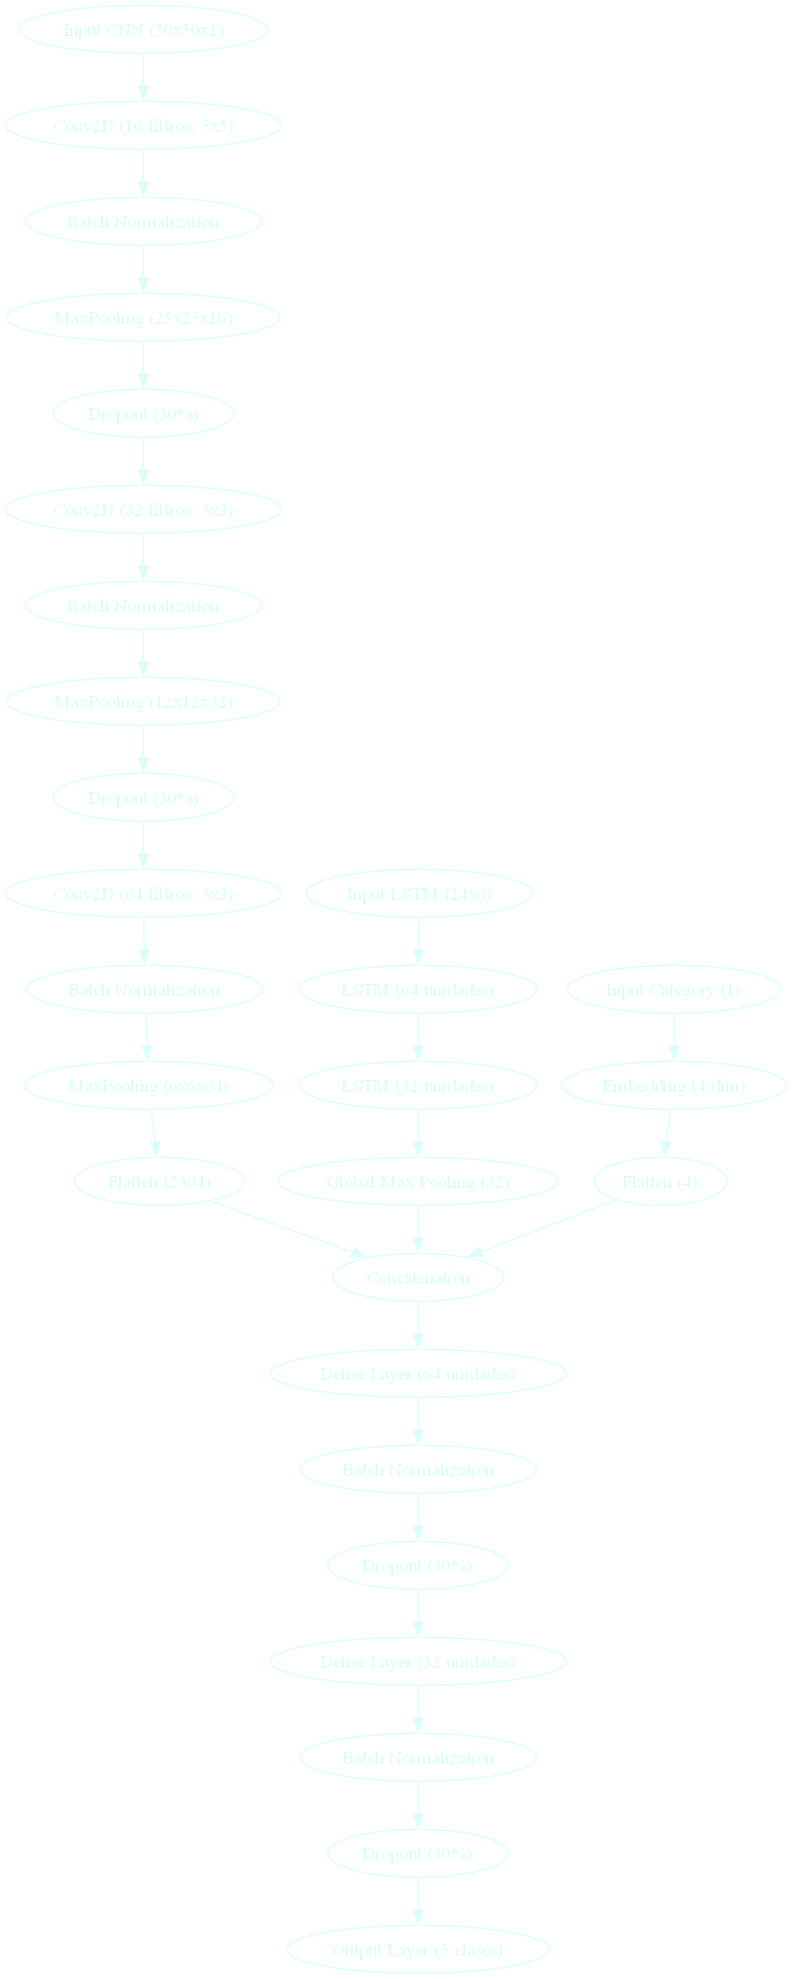 Input CNN (50x50x1)
Conv2D (16 filtros, 5x5)
Batch Normalization
MaxPooling (25x25x16)
Dropout (30%)
Conv2D (32 filtros, 3x3)
Batch Normalization
MaxPooling (12x12x32)
Dropout (30%)
Conv2D (64 filtros, 3x3)
Batch Normalization
MaxPooling (6x6x64)
Flatten (2304)
Input LSTM (24x6)
LSTM (64 unidades)
LSTM (32 unidades)
Global Max Pooling (32)
Input Category (1)
Embedding (4 dim)
Flatten (4)
Concatenation
Dense Layer (64 unidades)
Batch Normalization
Dropout (30%)
Dense Layer (32 unidades)
Batch Normalization
Dropout (30%)
Output Layer (5 clases)